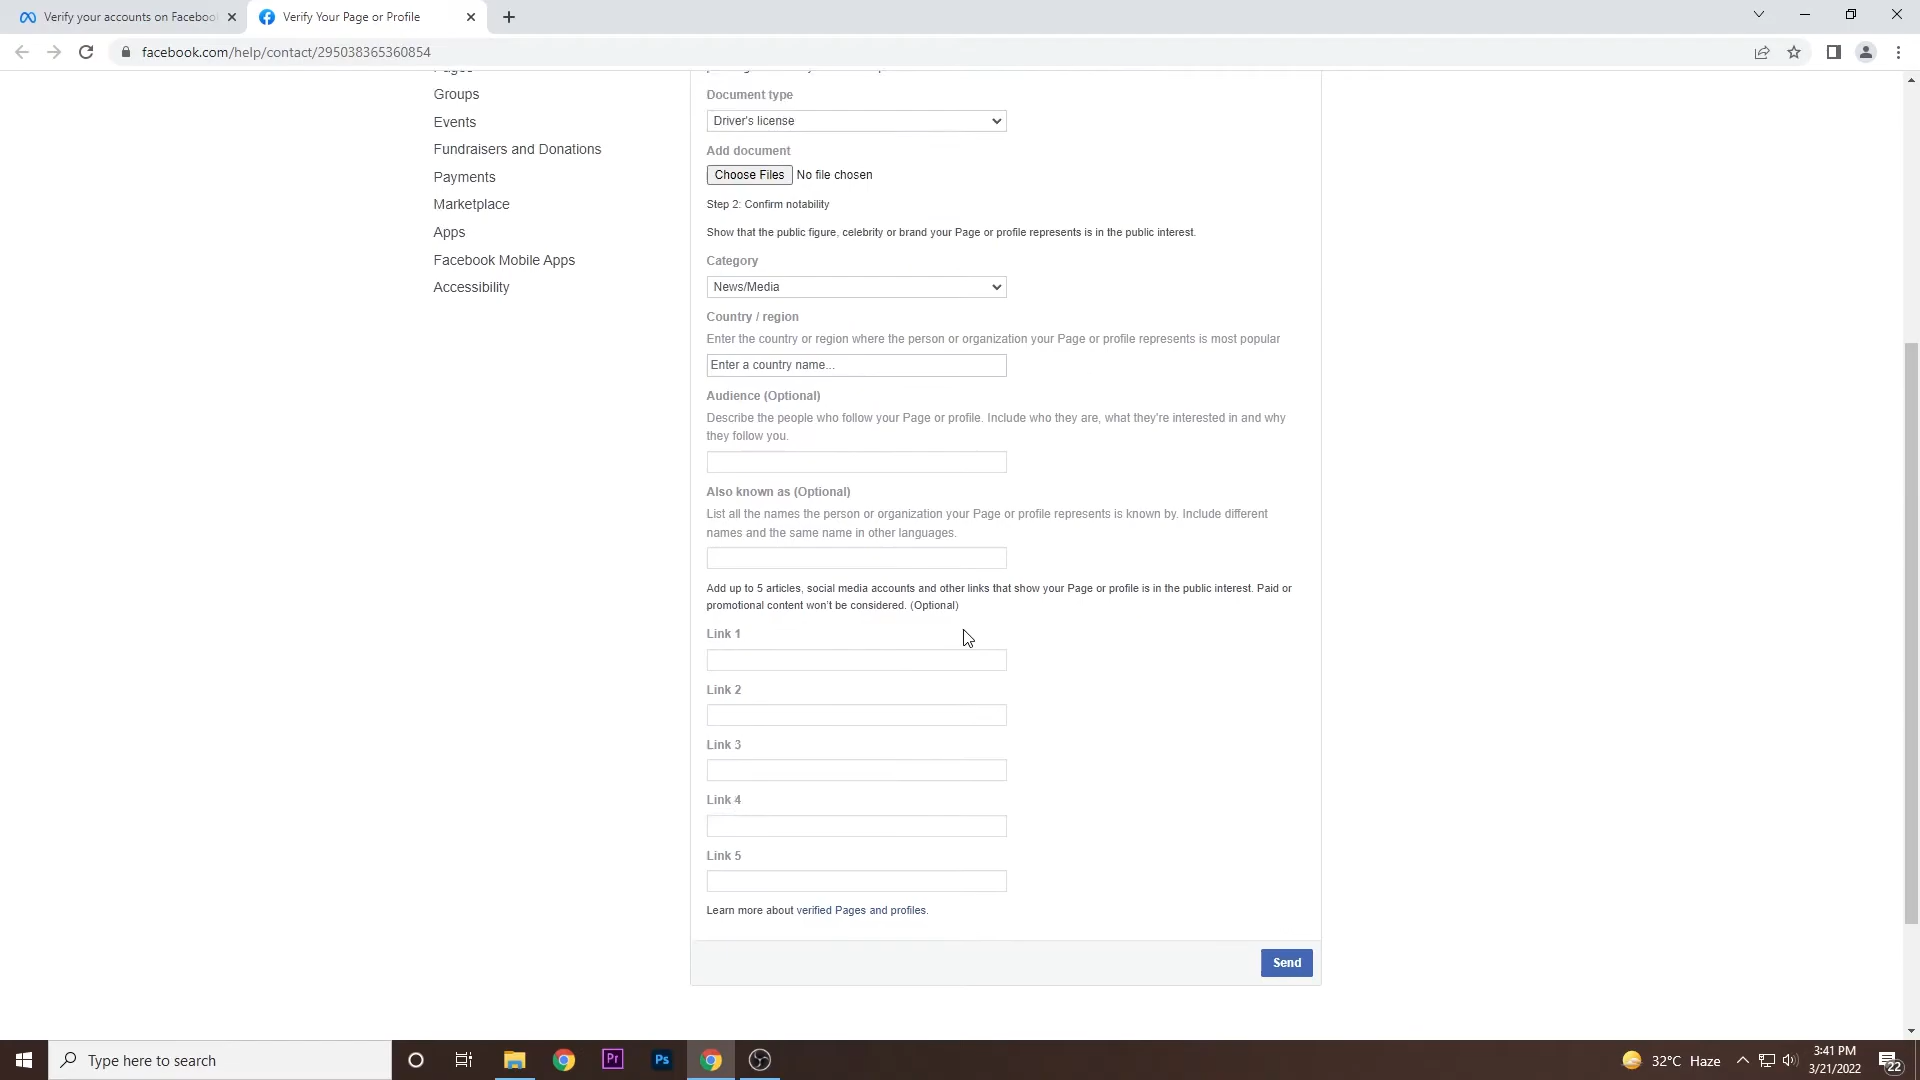 Verify your accounts on Faceboo
Verify Your Page or Profile
facebook.com/help/contact/295038365360854
Pages
Groups
Events
Fundraisers and Donations
Payments
Marketplace
Apps
Facebook Mobile Apps
Accessibility
Document type
Driver's license
Add document
Choose Files No file chosen
Step 2: Confirm notability
Show that the public figure, celebrity or brand your Page or profile represents is in the public interest.
Category
News/Media
Country / region
Enter the country or region where the person or organization your Page or profile represents is most popular
Enter a country name...
Audience (Optional)
Describe the people who follow your Page or profile. Include who they are, what they're interested in and why
they follow you.
Also known as (Optional)
List all the names the person or organization your Page or profile represents is known by. Include different
names and the same name in other languages.
Add up to 5 articles, social media accounts and other links that show your Page or profile is in the public interest. Paid or
promotional content won't be considered. (Optional)
Link 1
Link 2
Link 3
Link 4
Link 5
Learn more about verified Pages and profiles.
Send
Type here to search
Pr
Ps
32°C Haze
3:41 PM
3/21/2022
22